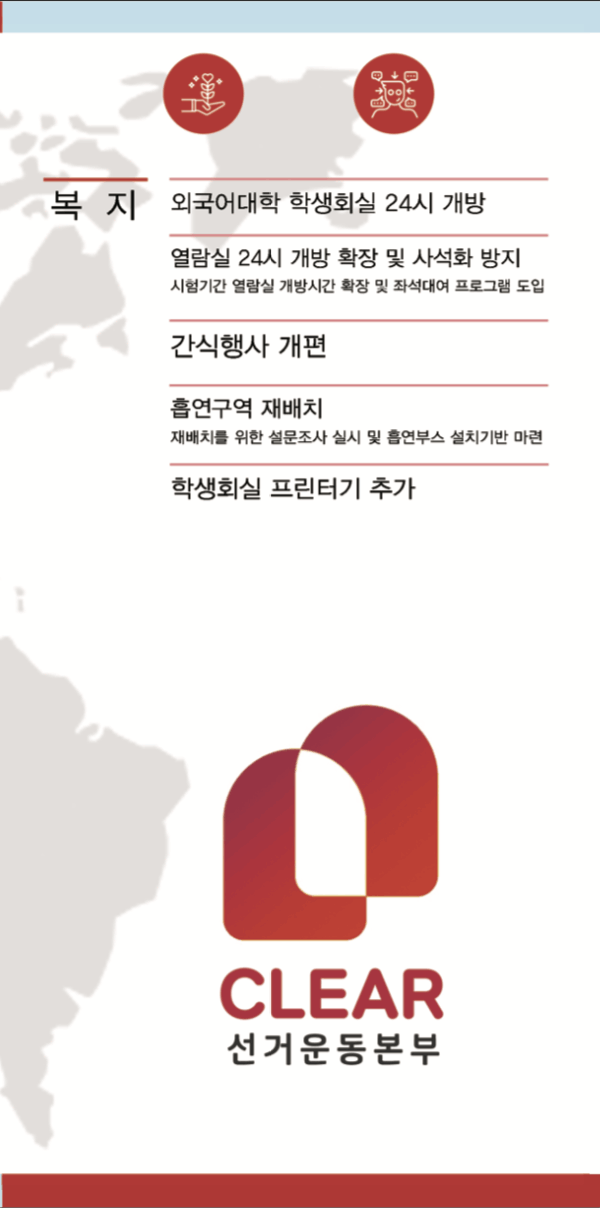 복 지
외국어대학 학생회실 24시 개방
열람실 24시 개방 확장 및 사석화 방지
시험기간 열람실 개방시간 확장 및 좌석대여 프로그램 도입
간식행사 개편
흡연구역 재배치
재배치를 위한 설문조사 실시 및 흡연부스 설치기반 마련
학생회실 프린터기 추가
CLEAR
선거운동본부